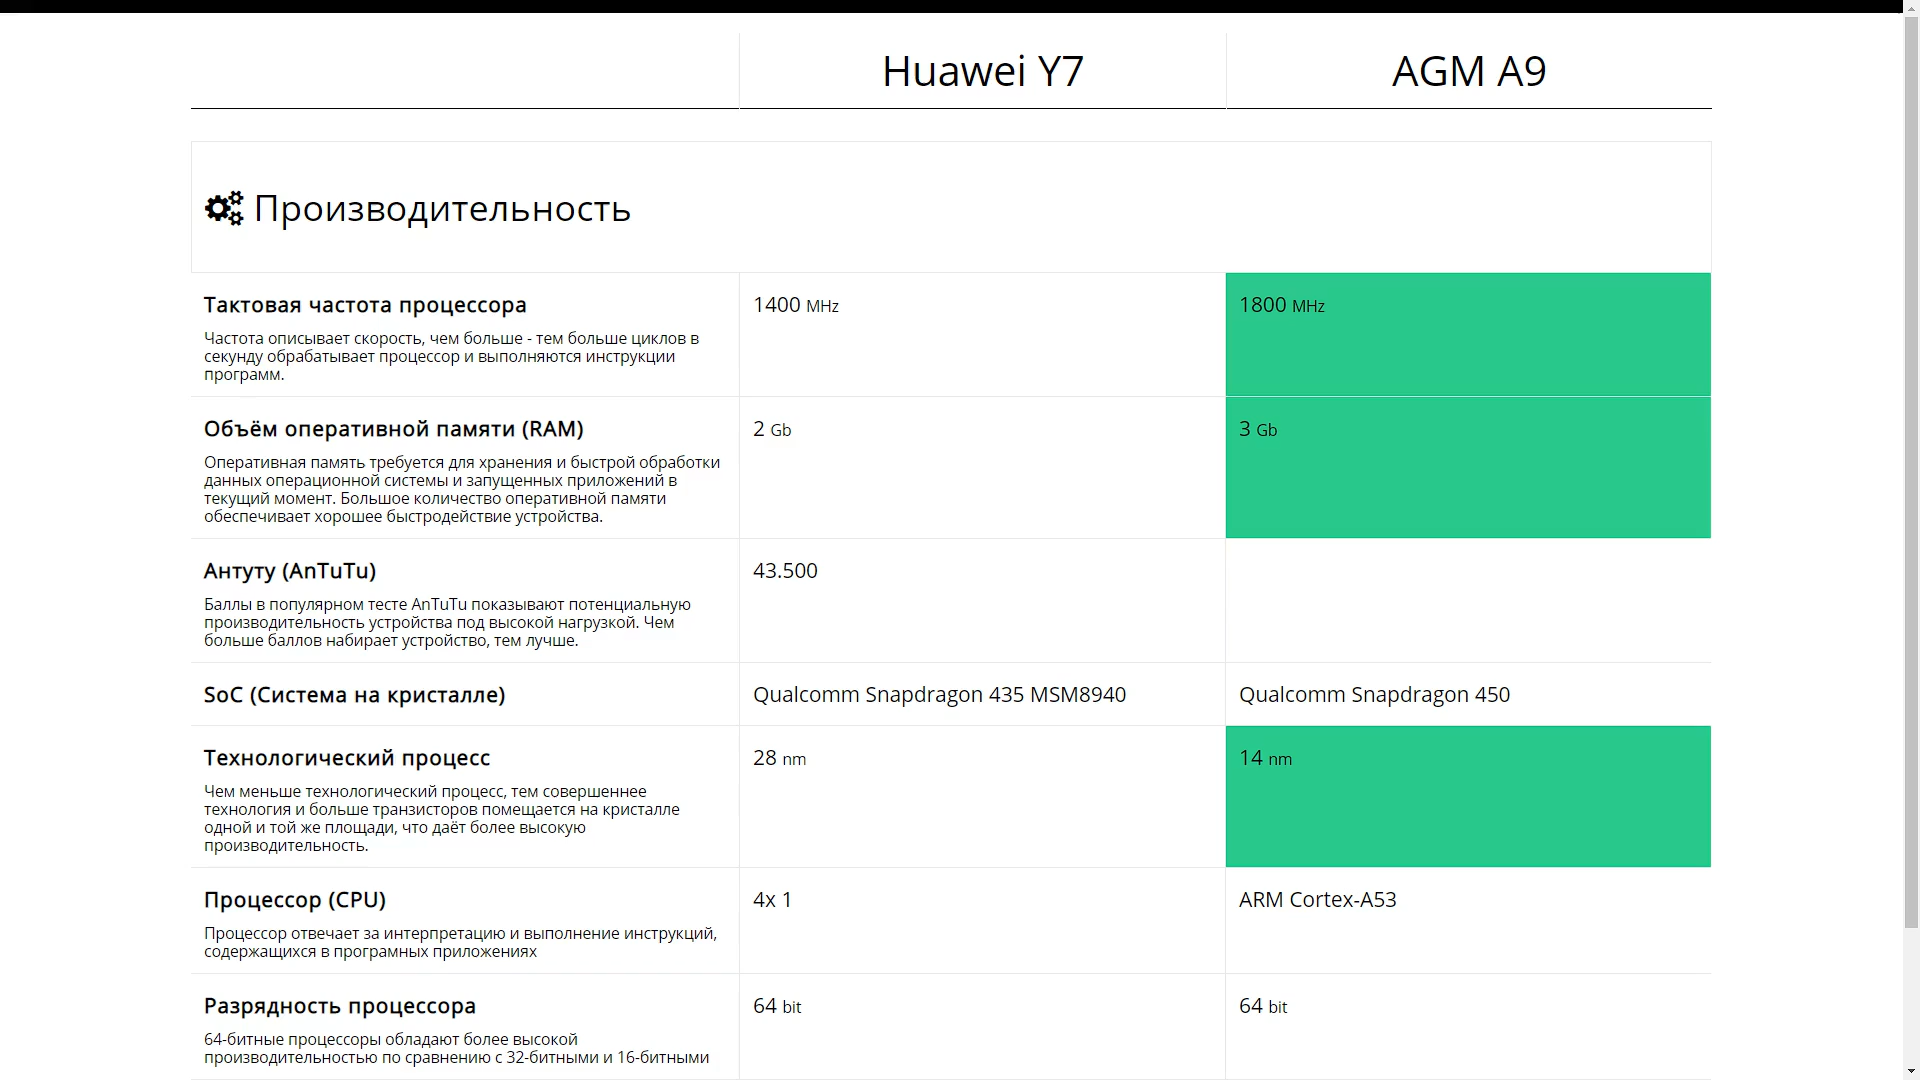 Huawei Y7 AGM A9
Производительность
Тактовая частота процессора 1400 MHz 1800 MHz
Частота описывает скорость, чем больше - тем больше циклов в
секунду обрабатывает процессор и выполняются инструкции
программ.
Объём оперативной памяти (RAM) 2 Gb 3 Gb
Оперативная память требуется для хранения и быстрой обработки
данных операционной системы и запущенных приложений в
текущий момент. Большое количество оперативной памяти
обеспечивает хорошее быстродействие устройства.
Антуту (AnTuTu) 43.500
Баллы в популярном тесте AnTuTu показывают потенциальную
производительность устройства под высокой нагрузкой. Чем
больше баллов набирает устройство, тем лучше.
SoC (Система на кристалле) Qualcomm Snapdragon 435 MSM8940 Qualcomm Snapdragon 450
Технологический процесс 28 nm 14 nm
Чем меньше технологический процесс, тем совершеннее
технология и больше транзисторов помещается на кристалле
одной и той же площади, что даёт более высокую
производительность.
Процессор (CPU) 4x 1 ARM Cortex-A53
Процессор отвечает за интерпретацию и выполнение инструкций,
содержащихся в програмных приложениях
Разрядность процессора 64 bit 64 bit
64-битные процессоры обладают более высокой
производительностью по сравнению с 32-битными и 16-битными